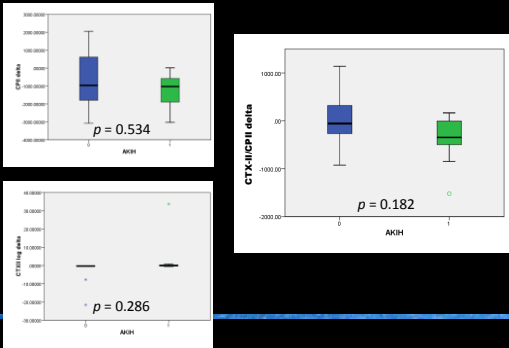 3000.00000
2000.00000
1000.00000
.00000
-1000.00000
-2000.00000
-3000.00000
-4000.00000
CPII delta
p = 0.534
0 1
AKIH
40.00000
30.00000
20.00000
10.00000
.00000
-10.00000
-20.00000
-30.00000
CTXII log delta
p = 0.286
0 1
AKIH
1000.00
.00
-1000.00
-2000.00
CTX-II/CPII delta
p = 0.182
0 1
AKIH